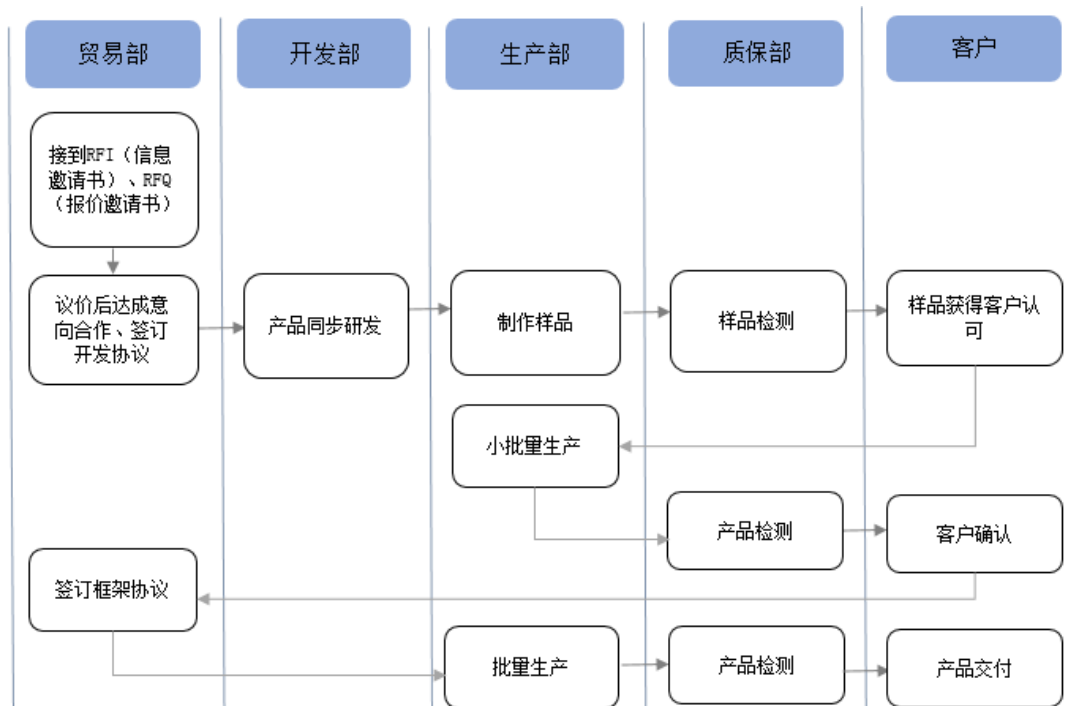 贸易部
开发部
生产部
质保部
客户
接到RFI（信息
邀请书）、RFQ
（报价邀请书）
议价后达成意
向合作、签订
开发协议
产品同步研发
制作样品
样品检测
样品获得客户认
可
小批量生产
产品检测
客户确认
签订框架协议
批量生产
产品检测
产品交付